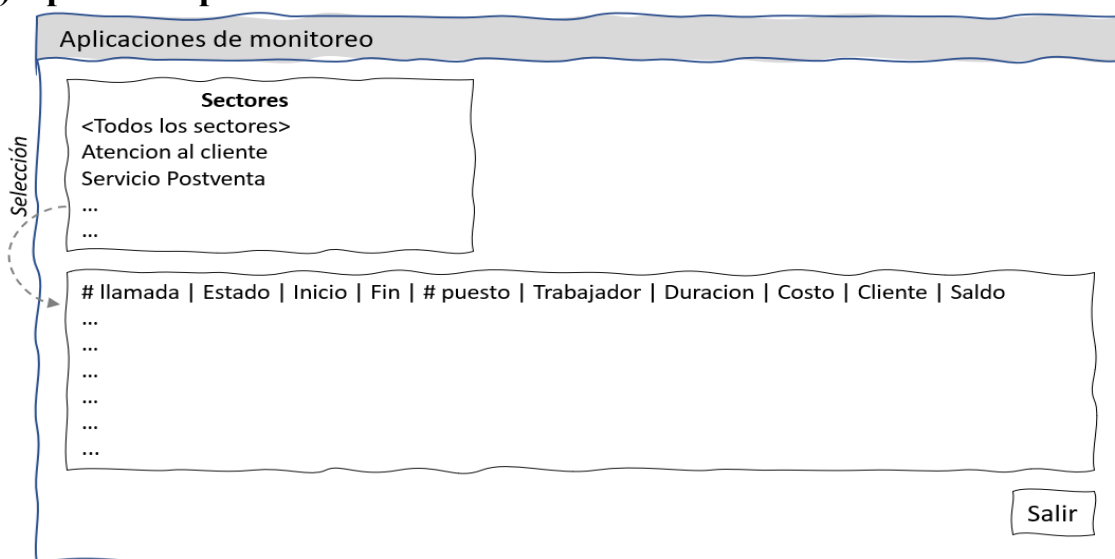 Aplicaciones de monitoreo
Sectores
<Todos los sectores>
Atencion al cliente
Servicio Postventa
...
...
Selección
# llamada | Estado | Inicio | Fin | # puesto | Trabajador | Duracion | Costo | Cliente | Saldo
...
...
...
...
...
...
Salir